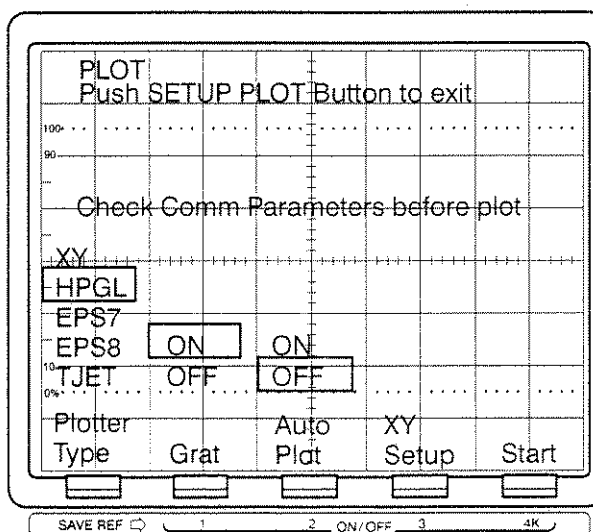 PLOT
Push SETUP PLOT Button to exit
100
90
Check Comm Parameters before plot
XY
HPGL
EPS7
EPS8 ON ON
10
TJET OFF OFF
0%
Plotter Auto XY
Type Grat Plot Setup Start
SAVE REF ⇨ 1 2 ON/OFF 3 4K